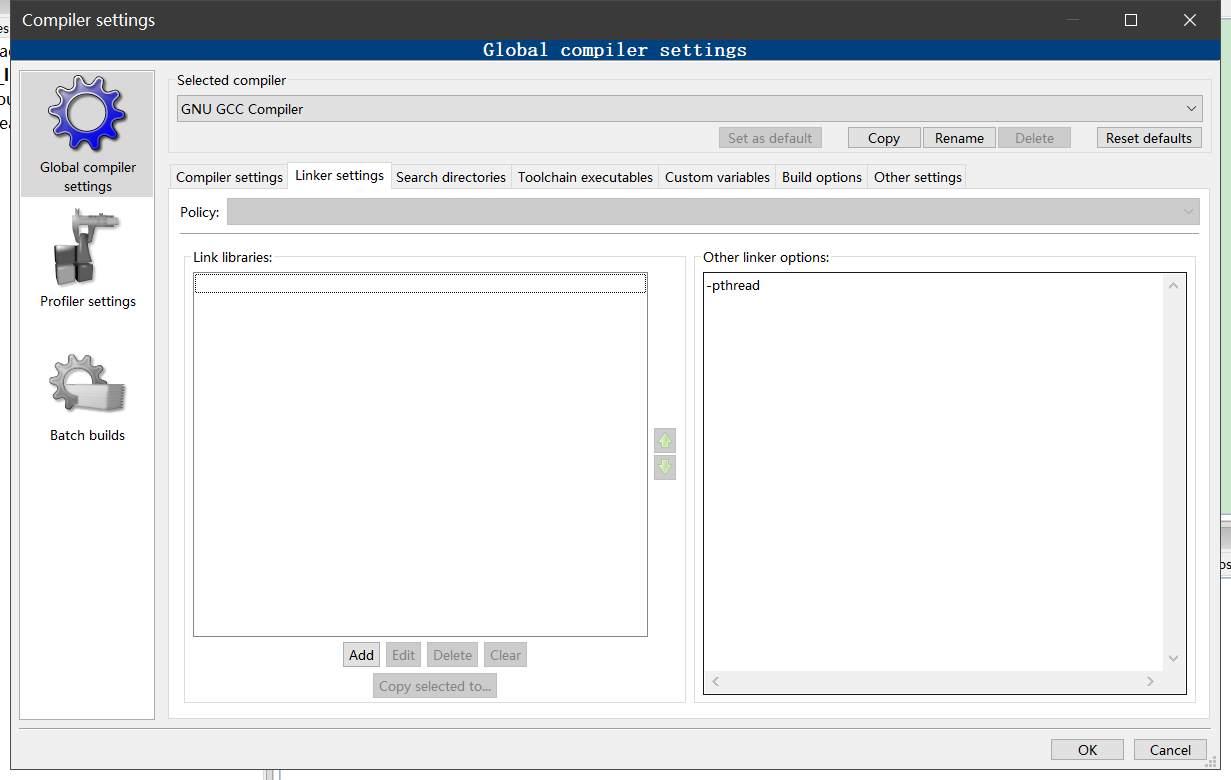 Compiler settings
Global compiler settings
Global compiler
settings
Profiler settings
Batch builds
Selected compiler
GNU GCC Compiler
Set as default
Copy
Rename
Delete
Reset defaults
Compiler settings
Linker settings
Search directories
Toolchain executables
Custom variables
Build options
Other settings
Policy:
Link libraries:
Add
Edit
Delete
Clear
Copy selected to...
Other linker options:
-pthread
OK
Cancel